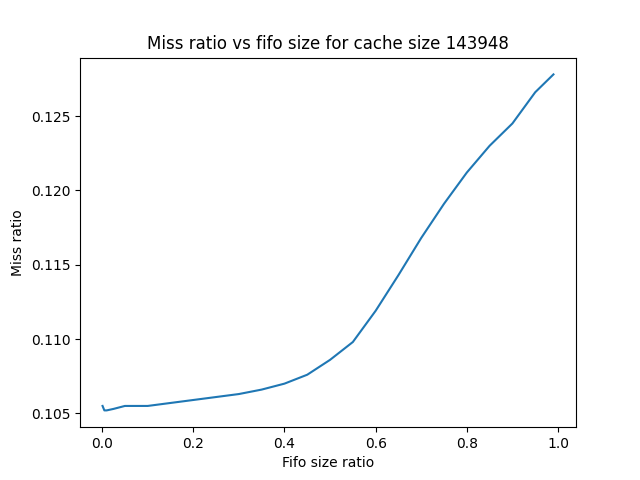 Miss ratio vs fifo size for cache size 143948
Miss ratio
0.125
0.120
0.115
0.110
0.105
0.0 0.2 0.4 0.6 0.8 1.0
Fifo size ratio